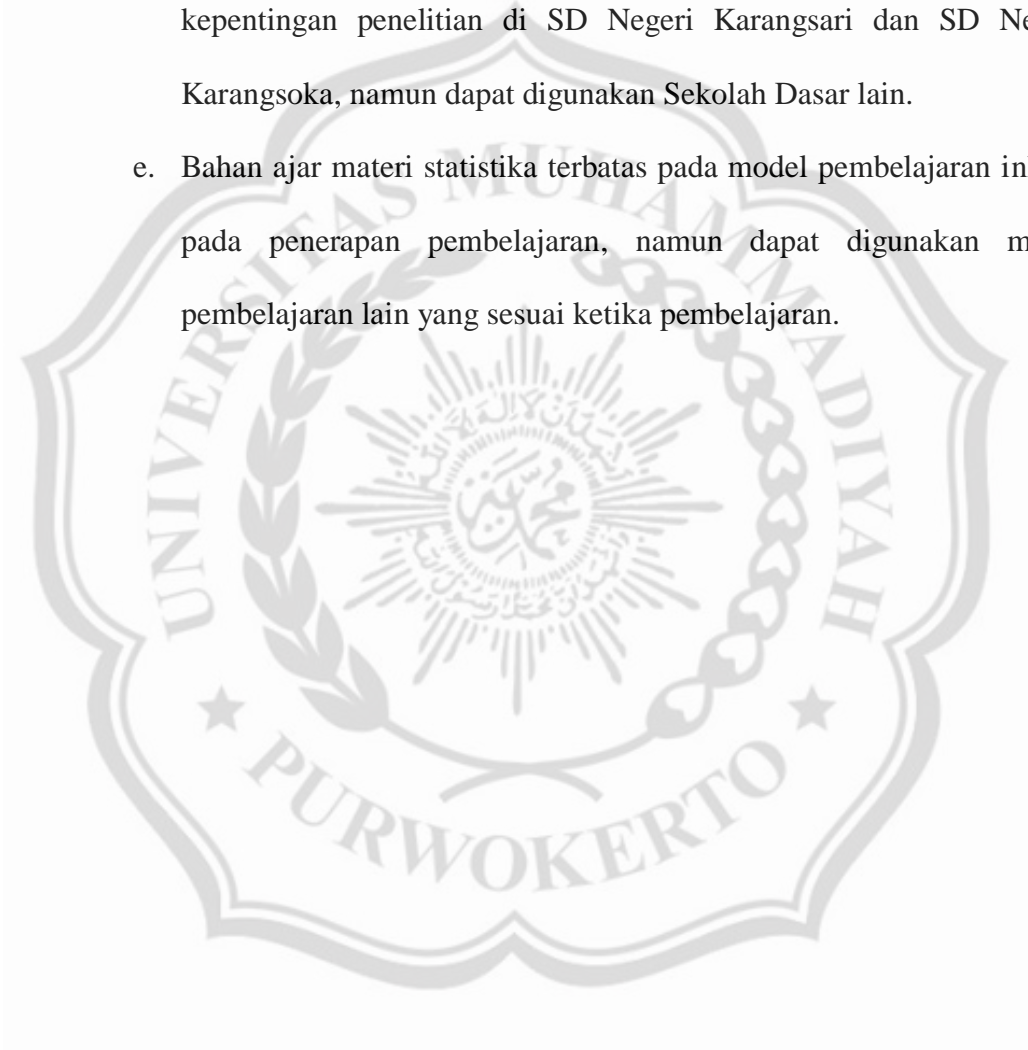 kepentingan penelitian di SD Negeri Karangsari dan SD
Karangsoka, namun dapat digunakan Sekolah Dasar lain.
e. Bahan ajar materi statistika terbatas pada model pembelajaran
pada penerapan pembelajaran, namun dapat digunakan
pembelajaran lain yang sesuai ketika pembelajaran.
UNIVERSITAS MUHAMMADIYAH
PURWOKERTO